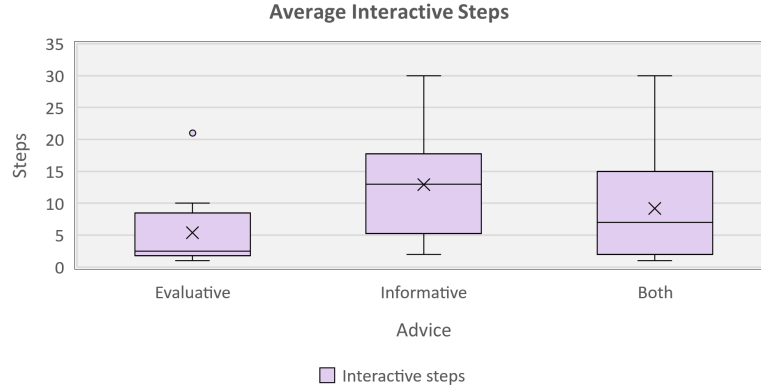 Average Interactive Steps
35
30
25
20
15
10
5
0
Steps
Evaluative
Informative
Both
Advice
Interactive steps